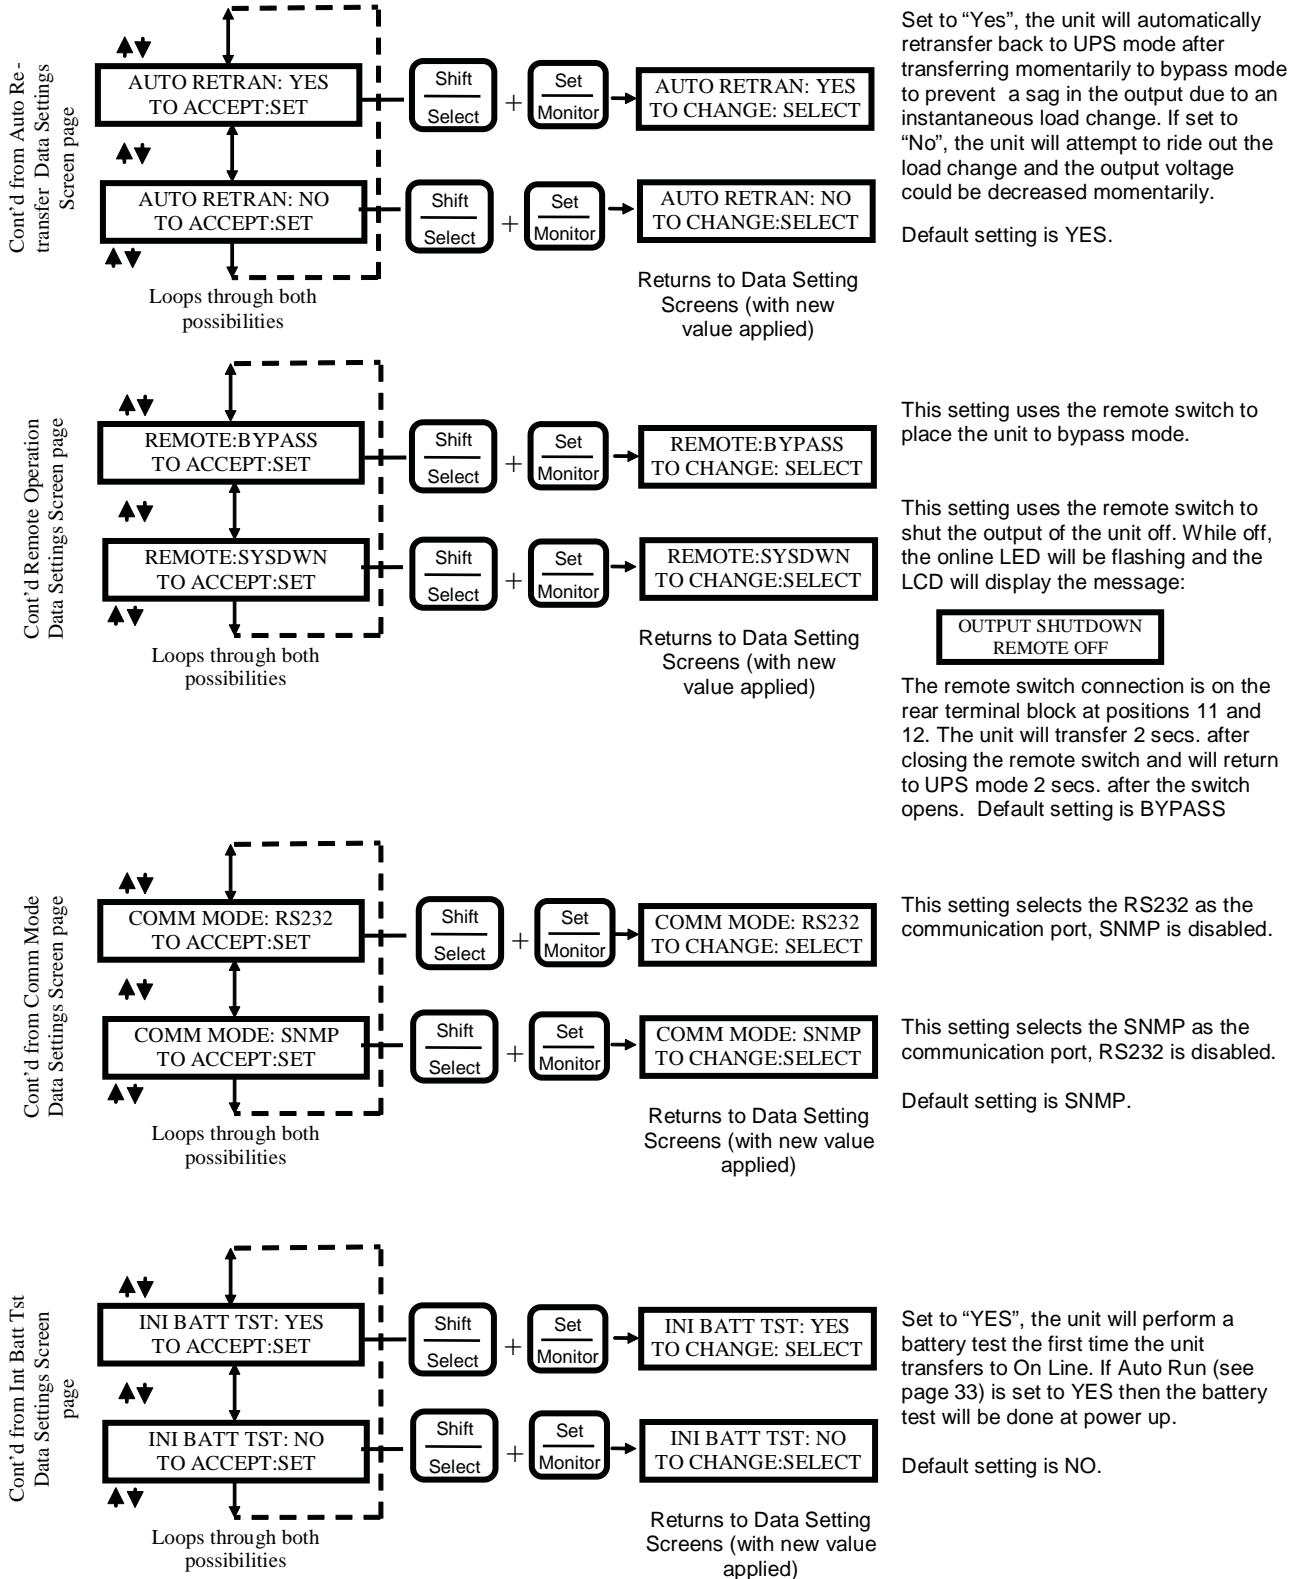 Cont'd from Auto Re-
transfer Data Settings
Screen page
AUTO RETRAN: YES
TO ACCEPT:SET
Shift
Select
+
Set
Monitor
AUTO RETRAN: YES
TO CHANGE: SELECT
AUTO RETRAN: NO
TO ACCEPT:SET
Shift
Select
+
Set
Monitor
AUTO RETRAN: NO
TO CHANGE:SELECT
Loops through both
possibilities
Returns to Data Setting
Screens (with new
value applied)
Set to “Yes”, the unit will automatically
retransfer back to UPS mode after
transferring momentarily to bypass mode
to prevent a sag in the output due to an
instantaneous load change. If set to
“No”, the unit will attempt to ride out the
load change and the output voltage
could be decreased momentarily.
Default setting is YES.
Cont'd Remote Operation
Data Settings Screen page
REMOTE:BYPASS
TO ACCEPT:SET
Shift
Select
+
Set
Monitor
REMOTE:BYPASS
TO CHANGE: SELECT
REMOTE:SYSDWN
TO ACCEPT:SET
Shift
Select
+
Set
Monitor
REMOTE:SYSDWN
TO CHANGE:SELECT
Loops through both
possibilities
Returns to Data Setting
Screens (with new
value applied)
This setting uses the remote switch to
place the unit to bypass mode.
This setting uses the remote switch to
shut the output of the unit off. While off,
the online LED will be flashing and the
LCD will display the message:
OUTPUT SHUTDOWN
REMOTE OFF
The remote switch connection is on the
rear terminal block at positions 11 and
12. The unit will transfer 2 secs. after
closing the remote switch and will return
to UPS mode 2 secs. after the switch
opens. Default setting is BYPASS
Cont'd from Comm Mode
Data Settings Screen page
COMM MODE: RS232
TO ACCEPT:SET
Shift
Select
+
Set
Monitor
COMM MODE: RS232
TO CHANGE: SELECT
COMM MODE: SNMP
TO ACCEPT:SET
Shift
Select
+
Set
Monitor
COMM MODE: SNMP
TO CHANGE:SELECT
Loops through both
possibilities
Returns to Data Setting
Screens (with new value
applied)
This setting selects the RS232 as the
communication port, SNMP is disabled.
This setting selects the SNMP as the
communication port, RS232 is disabled.
Default setting is SNMP.
Cont'd from Int Batt Tst
Data Settings Screen
page
INI BATT TST: YES
TO ACCEPT:SET
Shift
Select
+
Set
Monitor
INI BATT TST: YES
TO CHANGE: SELECT
INI BATT TST: NO
TO ACCEPT:SET
Shift
Select
+
Set
Monitor
INI BATT TST: NO
TO CHANGE:SELECT
Loops through both
possibilities
Returns to Data Setting
Screens (with new value
applied)
Set to “YES”, the unit will perform a
battery test the first time the unit
transfers to On Line. If Auto Run (see
page 33) is set to YES then the battery
test will be done at power up.
Default setting is NO.